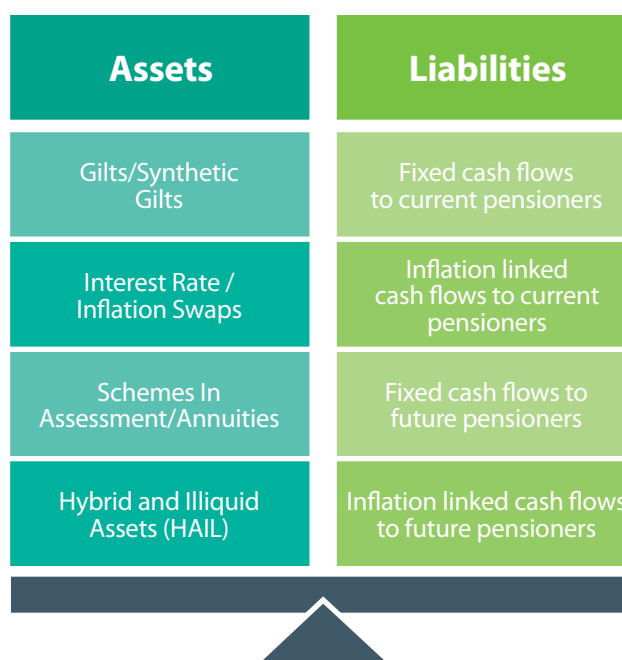 Assets
Gilts/Synthetic
Gilts
Interest Rate /
Inflation Swaps
Schemes In
Assessment/Annuities
Hybrid and Illiquid
Assets (HAIL)
Liabilities
Fixed cash flows
to current pensioners
Inflation linked
cash flows to current
pensioners
Fixed cash flows to
future pensioners
Inflation linked cash flows
to future pensioners